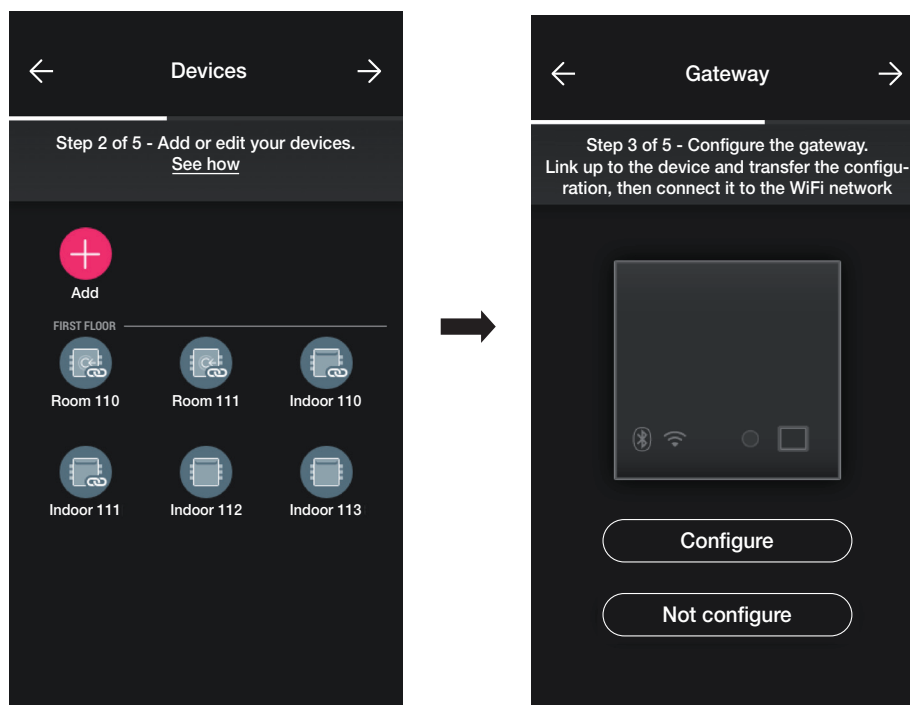 Devices
Step 2 of 5 - Add or edit your devices.
See how
Add
FIRST FLOOR
Room 110
Room 111
Indoor 110
Indoor 111
Indoor 112
Indoor 113
Gateway
Step 3 of 5 - Configure the gateway.
Link up to the device and transfer the configu-
ration, then connect it to the WiFi network
Configure
Not configure